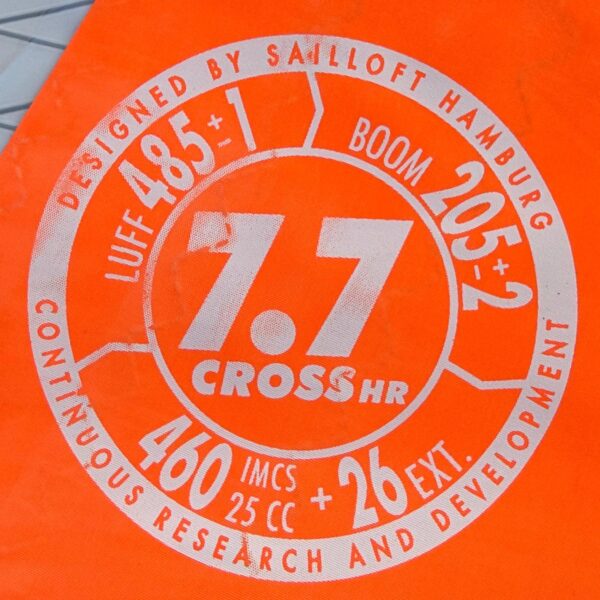 DESIGNED BY SAILLOFT HAMBURG
LUFF 485 ±1
BOOM 205 ±2
7.7
CROSS HR
460 IMCS 25 CC + 26 EXT.
CONTINUOUS RESEARCH AND DEVELOPMENT